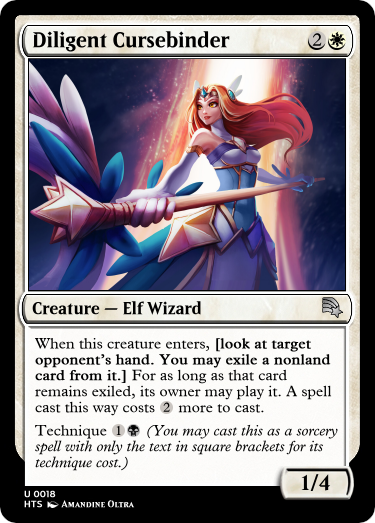 Diligent Cursebinder 2
Creature — Elf Wizard
When this creature enters, [look at target
opponent's hand. You may exile a nonland
card from it.] For as long as that card
remains exiled, its owner may play it. A spell
cast this way costs 2 more to cast.
Technique 1 (You may cast this as a sorcery
spell with only the text in square brackets for its
technique cost.)
1/4
U 0018
HTS Amandine Oltra